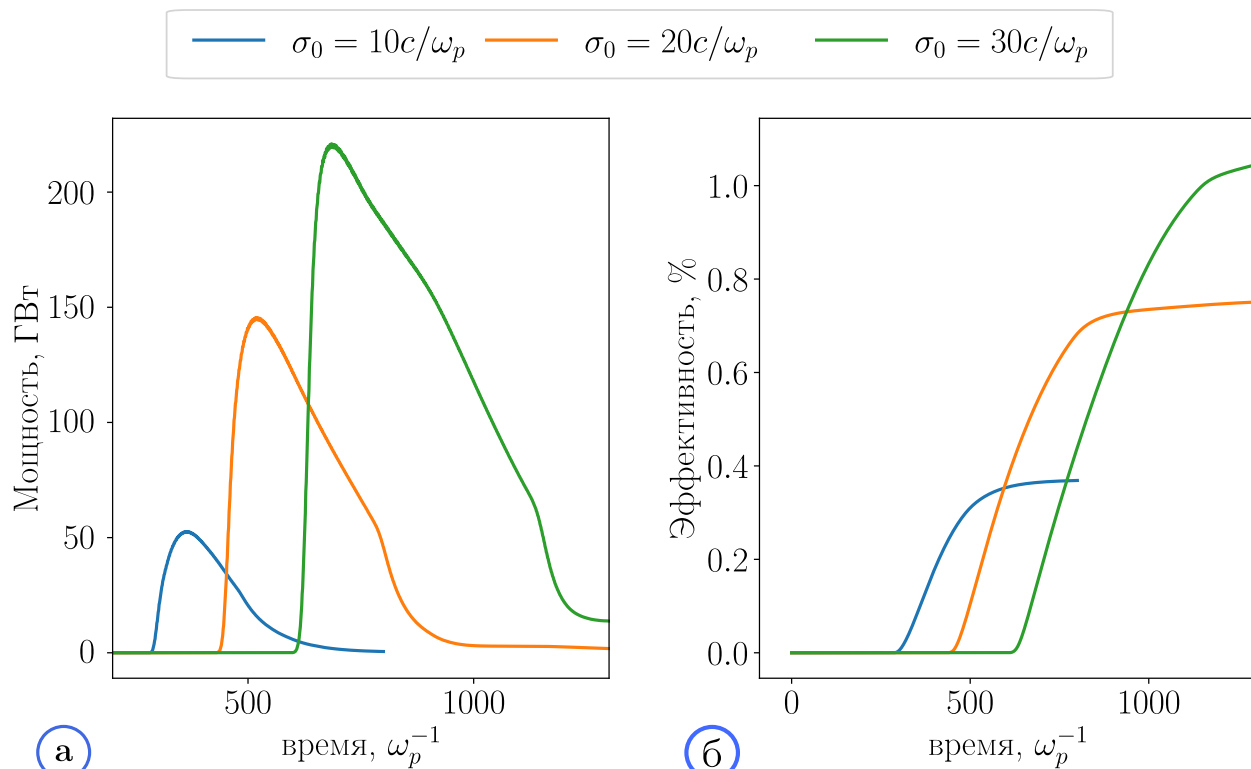 σ₀ = 10c/ωₚ σ₀ = 20c/ωₚ σ₀ = 30c/ωₚ
Мощность, ГВт
200
150
100
50
0
500 1000
время, ωₚ⁻¹
а
Эффективность, %
1.0
0.8
0.6
0.4
0.2
0.0
0 500 1000
время, ωₚ⁻¹
б